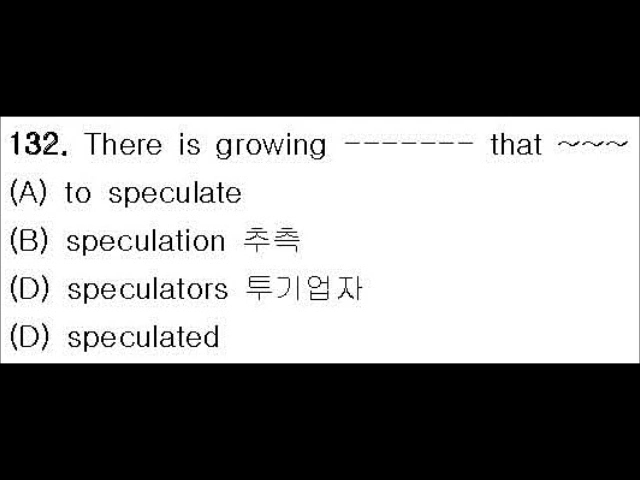 132. There is growing ------- that ~~~
(A) to speculate
(B) speculation 추측
(D) speculators 투기업자
(D) speculated